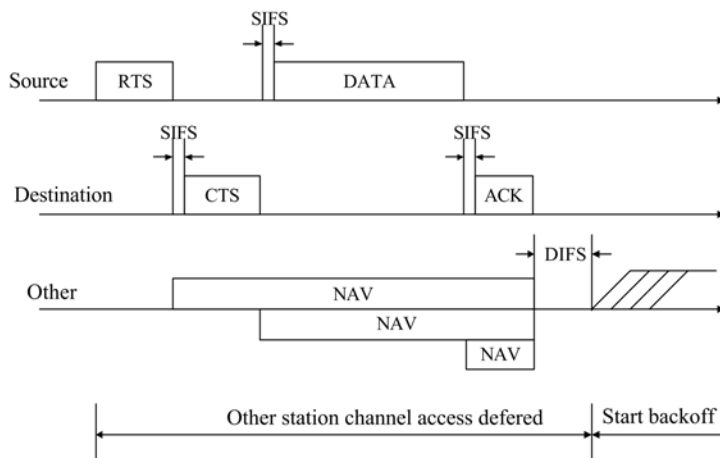 SIFS
Source
RTS
DATA
SIFS
SIFS
Destination
CTS
ACK
DIFS
Other
NAV
NAV
NAV
Other station channel access defered
Start backoff